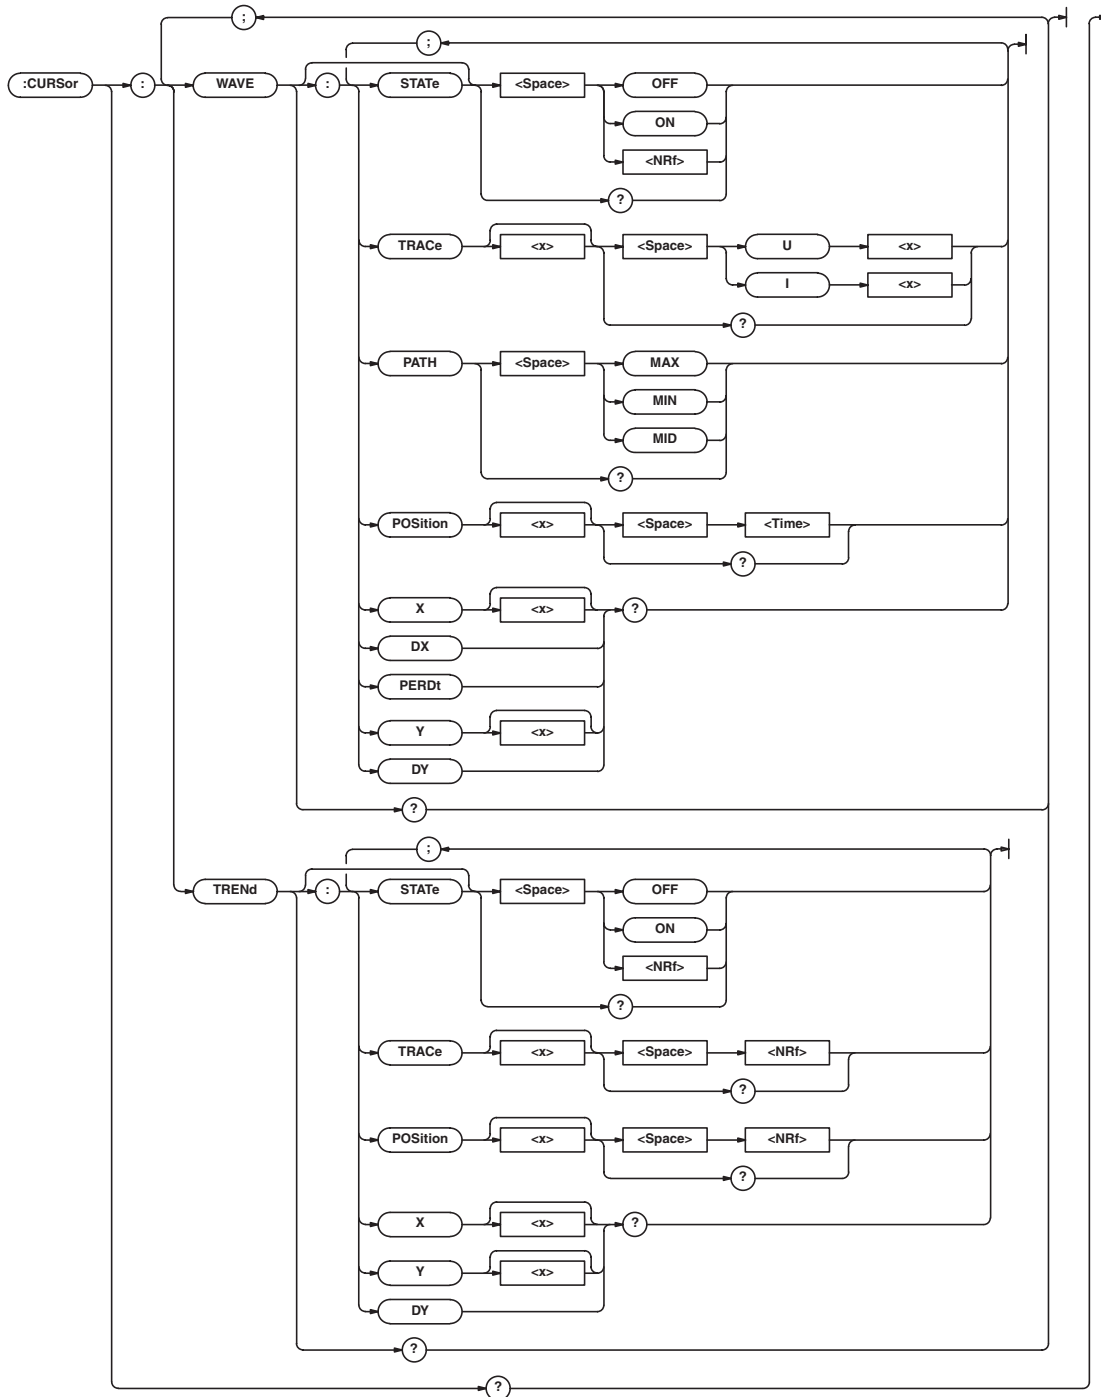 ;
;
:CURSor : WAVE : STATe <Space> OFF
ON
<NRf>
?
TRACe <x> <Space> U <x>
I <x>
?
PATH <Space> MAX
MIN
MID
?
POSition <x> <Space> <Time>
?
X <x> ?
DX
PERDt
Y <x>
DY
?
;
TRENd : STATe <Space> OFF
ON
<NRf>
?
TRACe <x> <Space> <NRf>
?
POSition <x> <Space> <NRf>
?
X <x> ?
Y <x>
DY
?
?